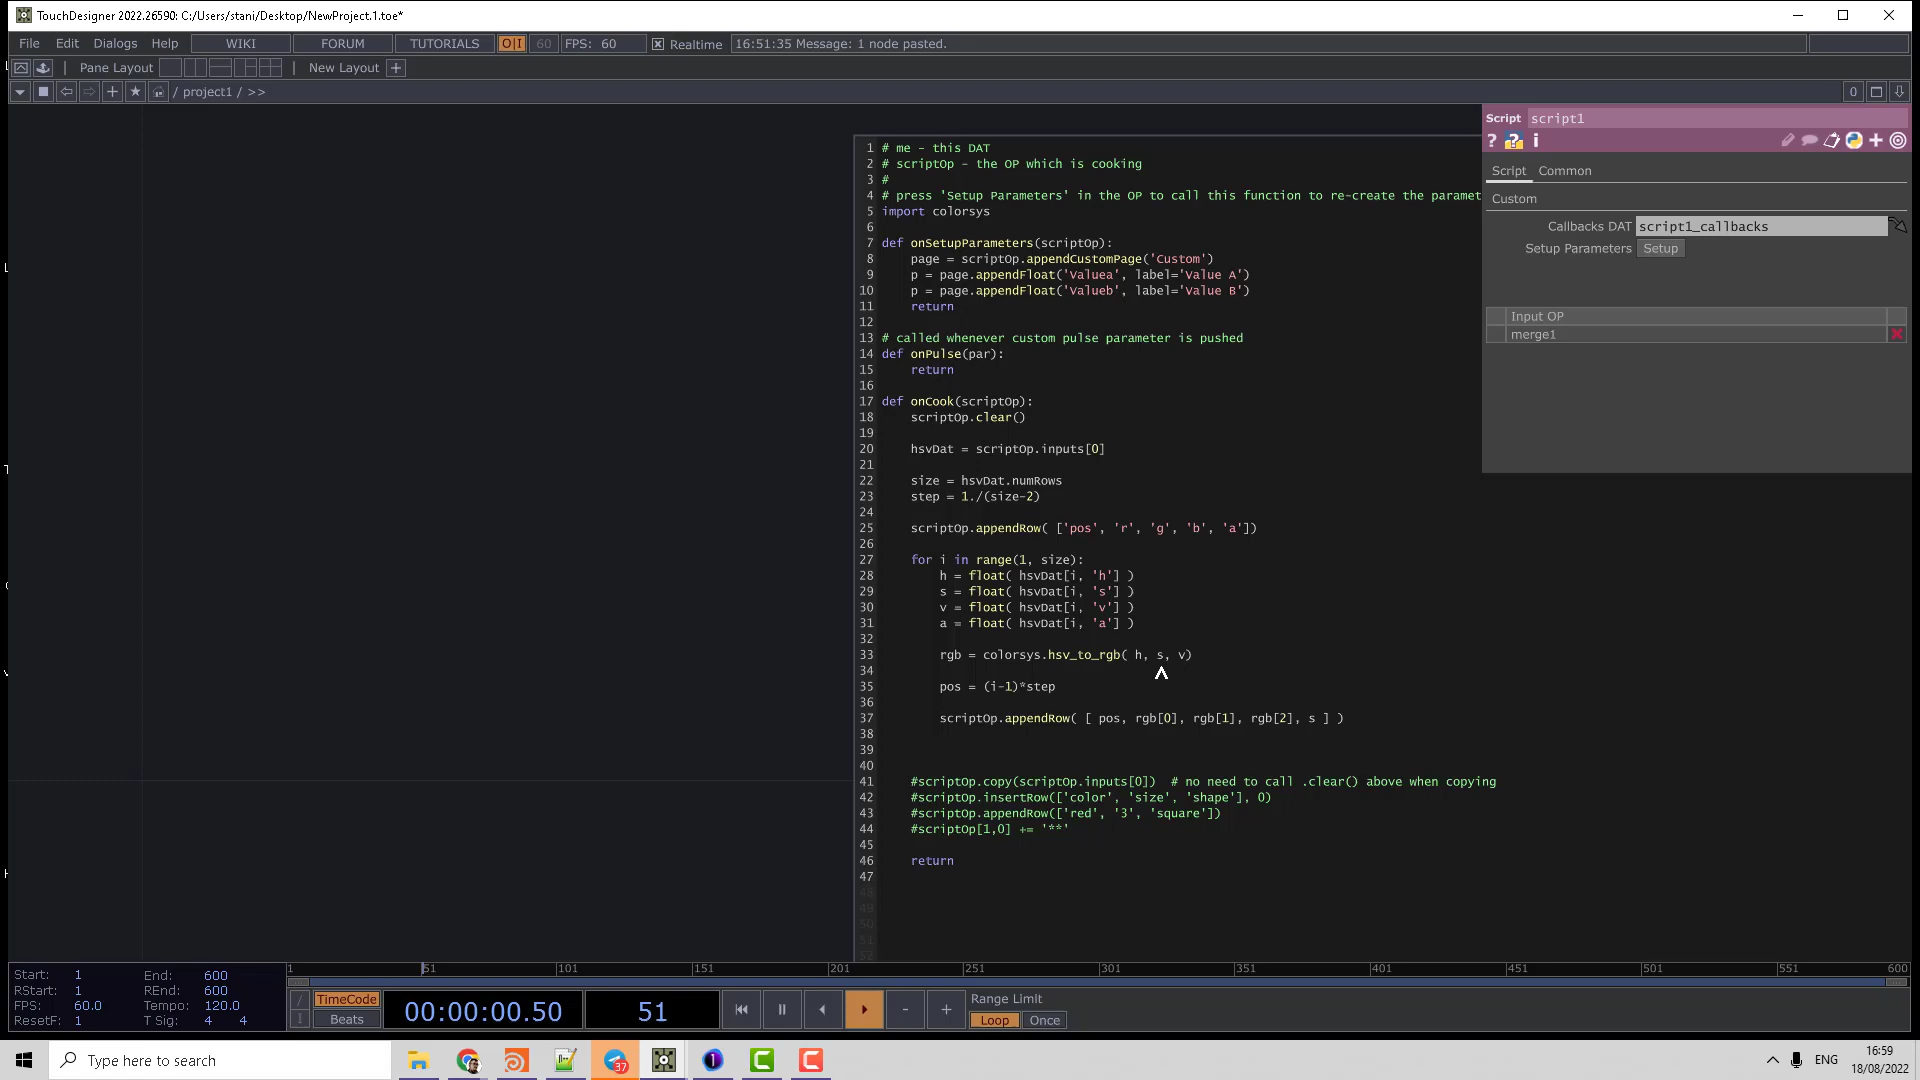 TouchDesigner 2022.26590: C:/Users/stani/Desktop/NewProject.1.toe*
File Edit Dialogs Help WIKI FORUM TUTORIALS O|I 60 FPS: 60 Realtime 16:51:35 Message: 1 node pasted.
Pane Layout New Layout +
/ project1 / >> 0
Script script1
? ? i
Script Common
Custom
Callbacks DAT script1_callbacks
Setup Parameters Setup
Input OP
merge1
1 # me - this DAT
2 # scriptOp - the OP which is cooking
3 #
4 # press 'Setup Parameters' in the OP to call this function to re-create the paramet
5 import colorsys
6
7 def onSetupParameters(scriptOp):
8 page = scriptOp.appendCustomPage('Custom')
9 p = page.appendFloat('Valuea', label='Value A')
10 p = page.appendFloat('Valueb', label='Value B')
11 return
12
13 # called whenever custom pulse parameter is pushed
14 def onPulse(par):
15 return
16
17 def onCook(scriptOp):
18 scriptOp.clear()
19
20 hsvDat = scriptOp.inputs[0]
21
22 size = hsvDat.numRows
23 step = 1./(size-2)
24
25 scriptOp.appendRow( ['pos', 'r', 'g', 'b', 'a'])
26
27 for i in range(1, size):
28 h = float( hsvDat[i, 'h'] )
29 s = float( hsvDat[i, 's'] )
30 v = float( hsvDat[i, 'v'] )
31 a = float( hsvDat[i, 'a'] )
32
33 rgb = colorsys.hsv_to_rgb( h, s, v)
34
35 pos = (i-1)*step
36
37 scriptOp.appendRow( [ pos, rgb[0], rgb[1], rgb[2], s ] )
38
39
40
41 #scriptOp.copy(scriptOp.inputs[0]) # no need to call .clear() above when copying
42 #scriptOp.insertRow(['color', 'size', 'shape'], 0)
43 #scriptOp.appendRow(['red', '3', 'square'])
44 #scriptOp[1,0] += '**'
45
46 return
47
48
49
50
51
52
1 51 101 151 201 251 301 351 401 451 501 551 600
Start: 1 End: 600
RStart: 1 REnd: 600
FPS: 60.0 Tempo: 120.0
ResetF: 1 T Sig: 4 4
TimeCode
Beats
00:00:00.50 51
- +
Range Limit
Loop Once
Type here to search
37
ENG
16:59
18/08/2022